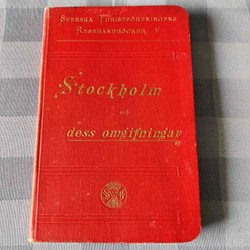 Svenska Turistföreningens
Resehandböcker V
Stockholm
och
dess omgifningar